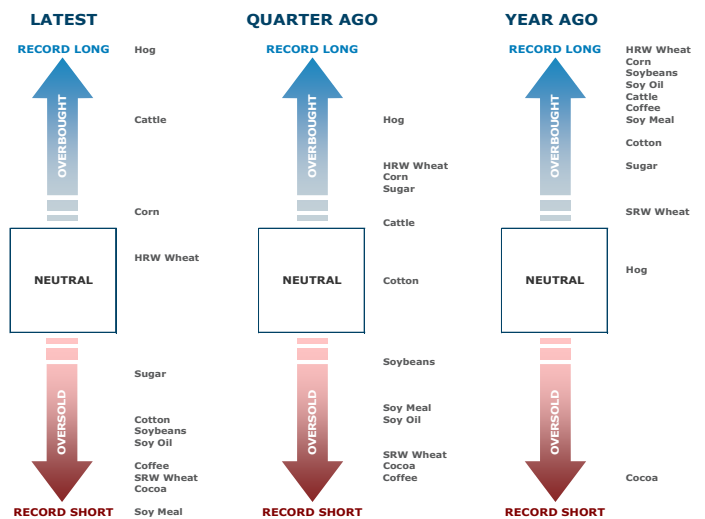 LATEST
RECORD LONG
Hog
OVERBOUGHT
Cattle
Corn
HRW Wheat
NEUTRAL
Sugar
OVERSOLD
Cotton
Soybeans
Soy Oil
Coffee
SRW Wheat
Cocoa
RECORD SHORT
Soy Meal
QUARTER AGO
RECORD LONG
OVERBOUGHT
Hog
HRW Wheat
Corn
Sugar
Cattle
NEUTRAL
Cotton
Soybeans
OVERSOLD
Soy Meal
Soy Oil
SRW Wheat
Cocoa
Coffee
RECORD SHORT
YEAR AGO
RECORD LONG
HRW Wheat
Corn
Soybeans
Soy Oil
Cattle
Coffee
Soy Meal
OVERBOUGHT
Cotton
Sugar
SRW Wheat
Hog
NEUTRAL
OVERSOLD
Cocoa
RECORD SHORT